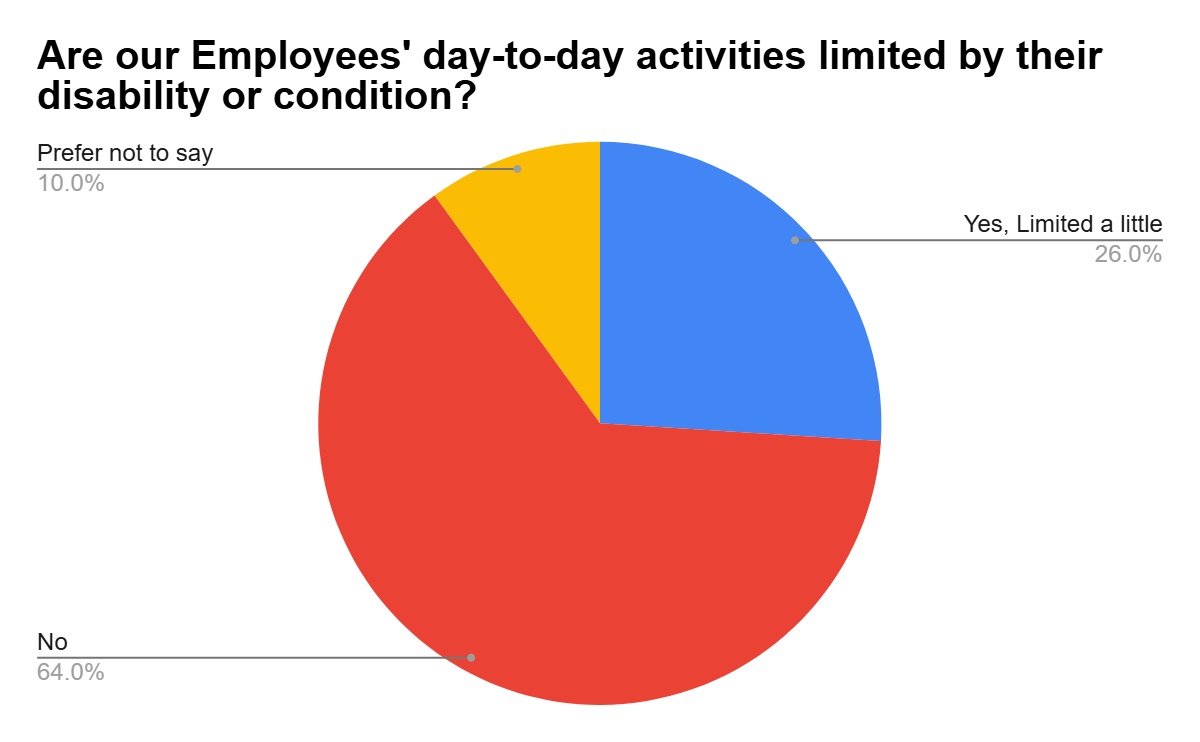 Are our Employees' day-to-day activities limited by their
disability or condition?
Prefer not to say
10.0%
Yes, Limited a little
26.0%
No
64.0%